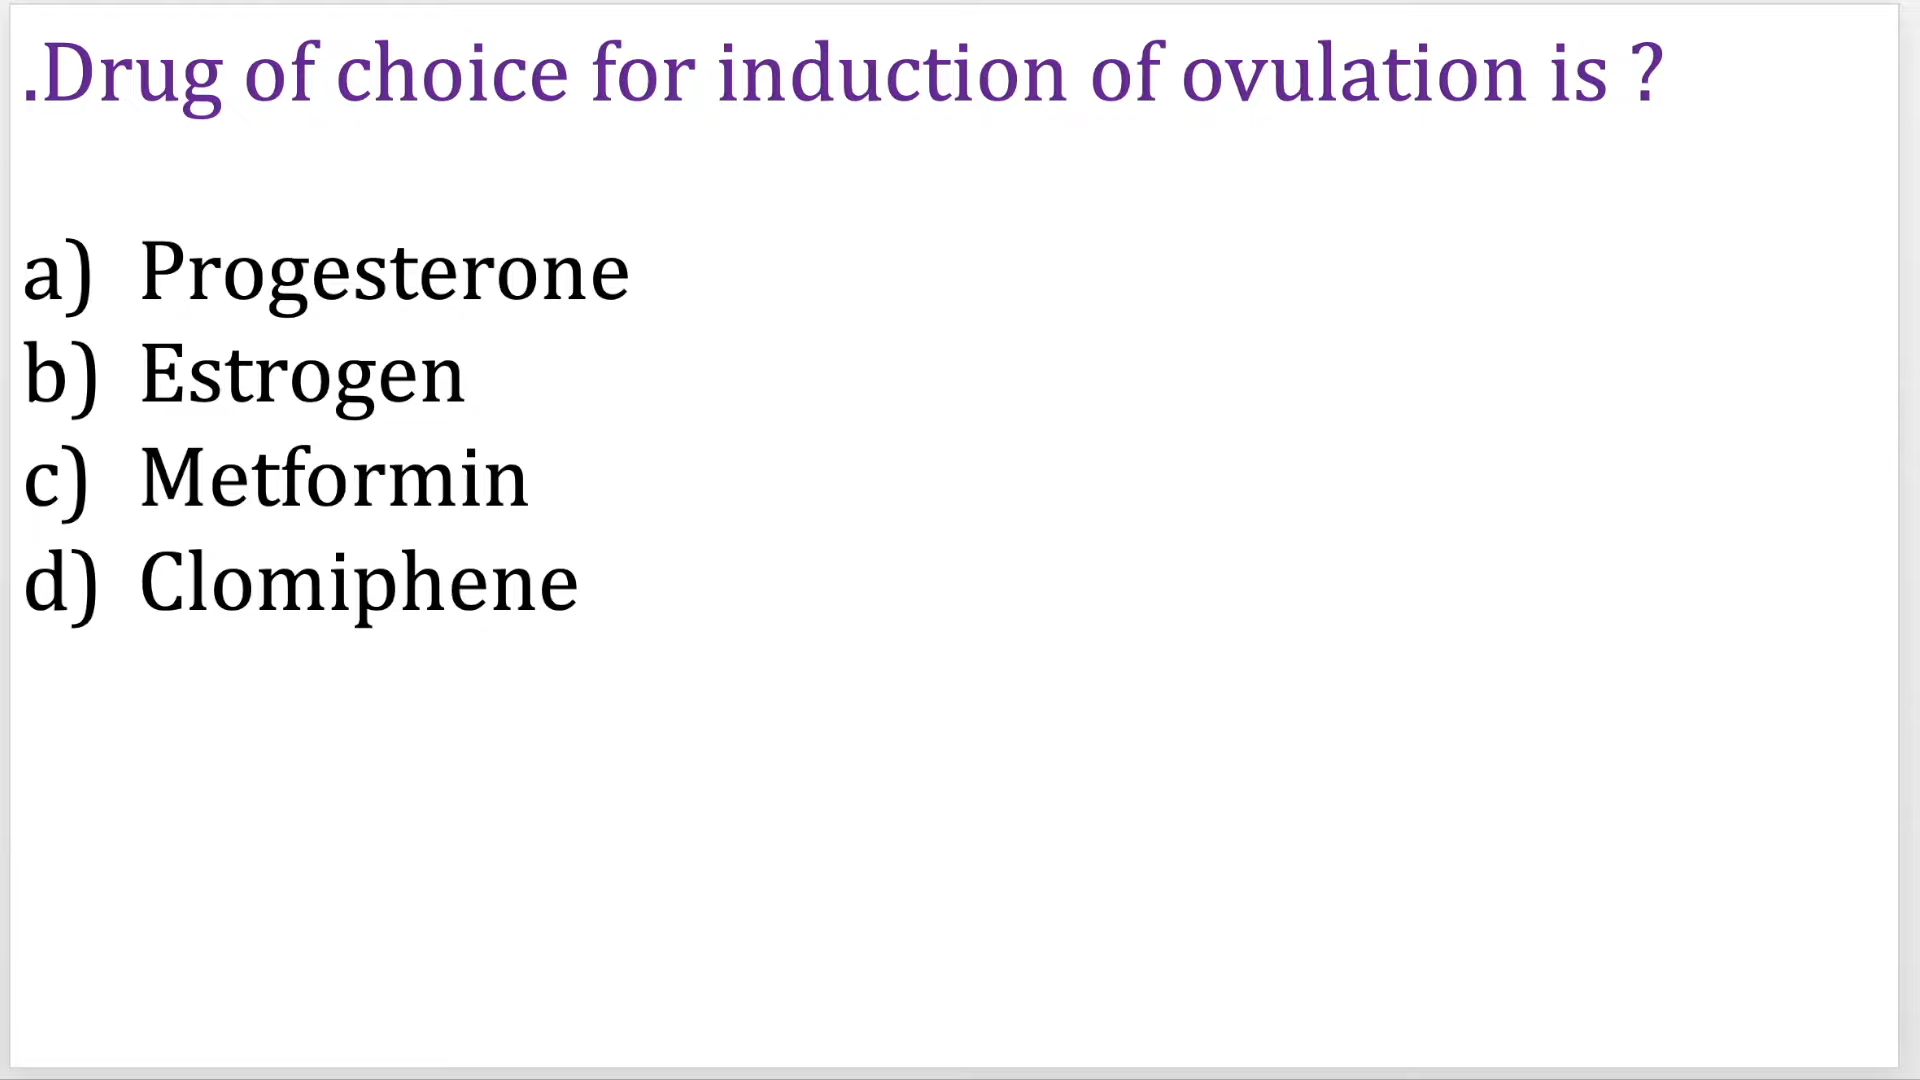 .Drug of choice for induction of ovulation is ?
a) Progesterone
b) Estrogen
c) Metformin
d) Clomiphene